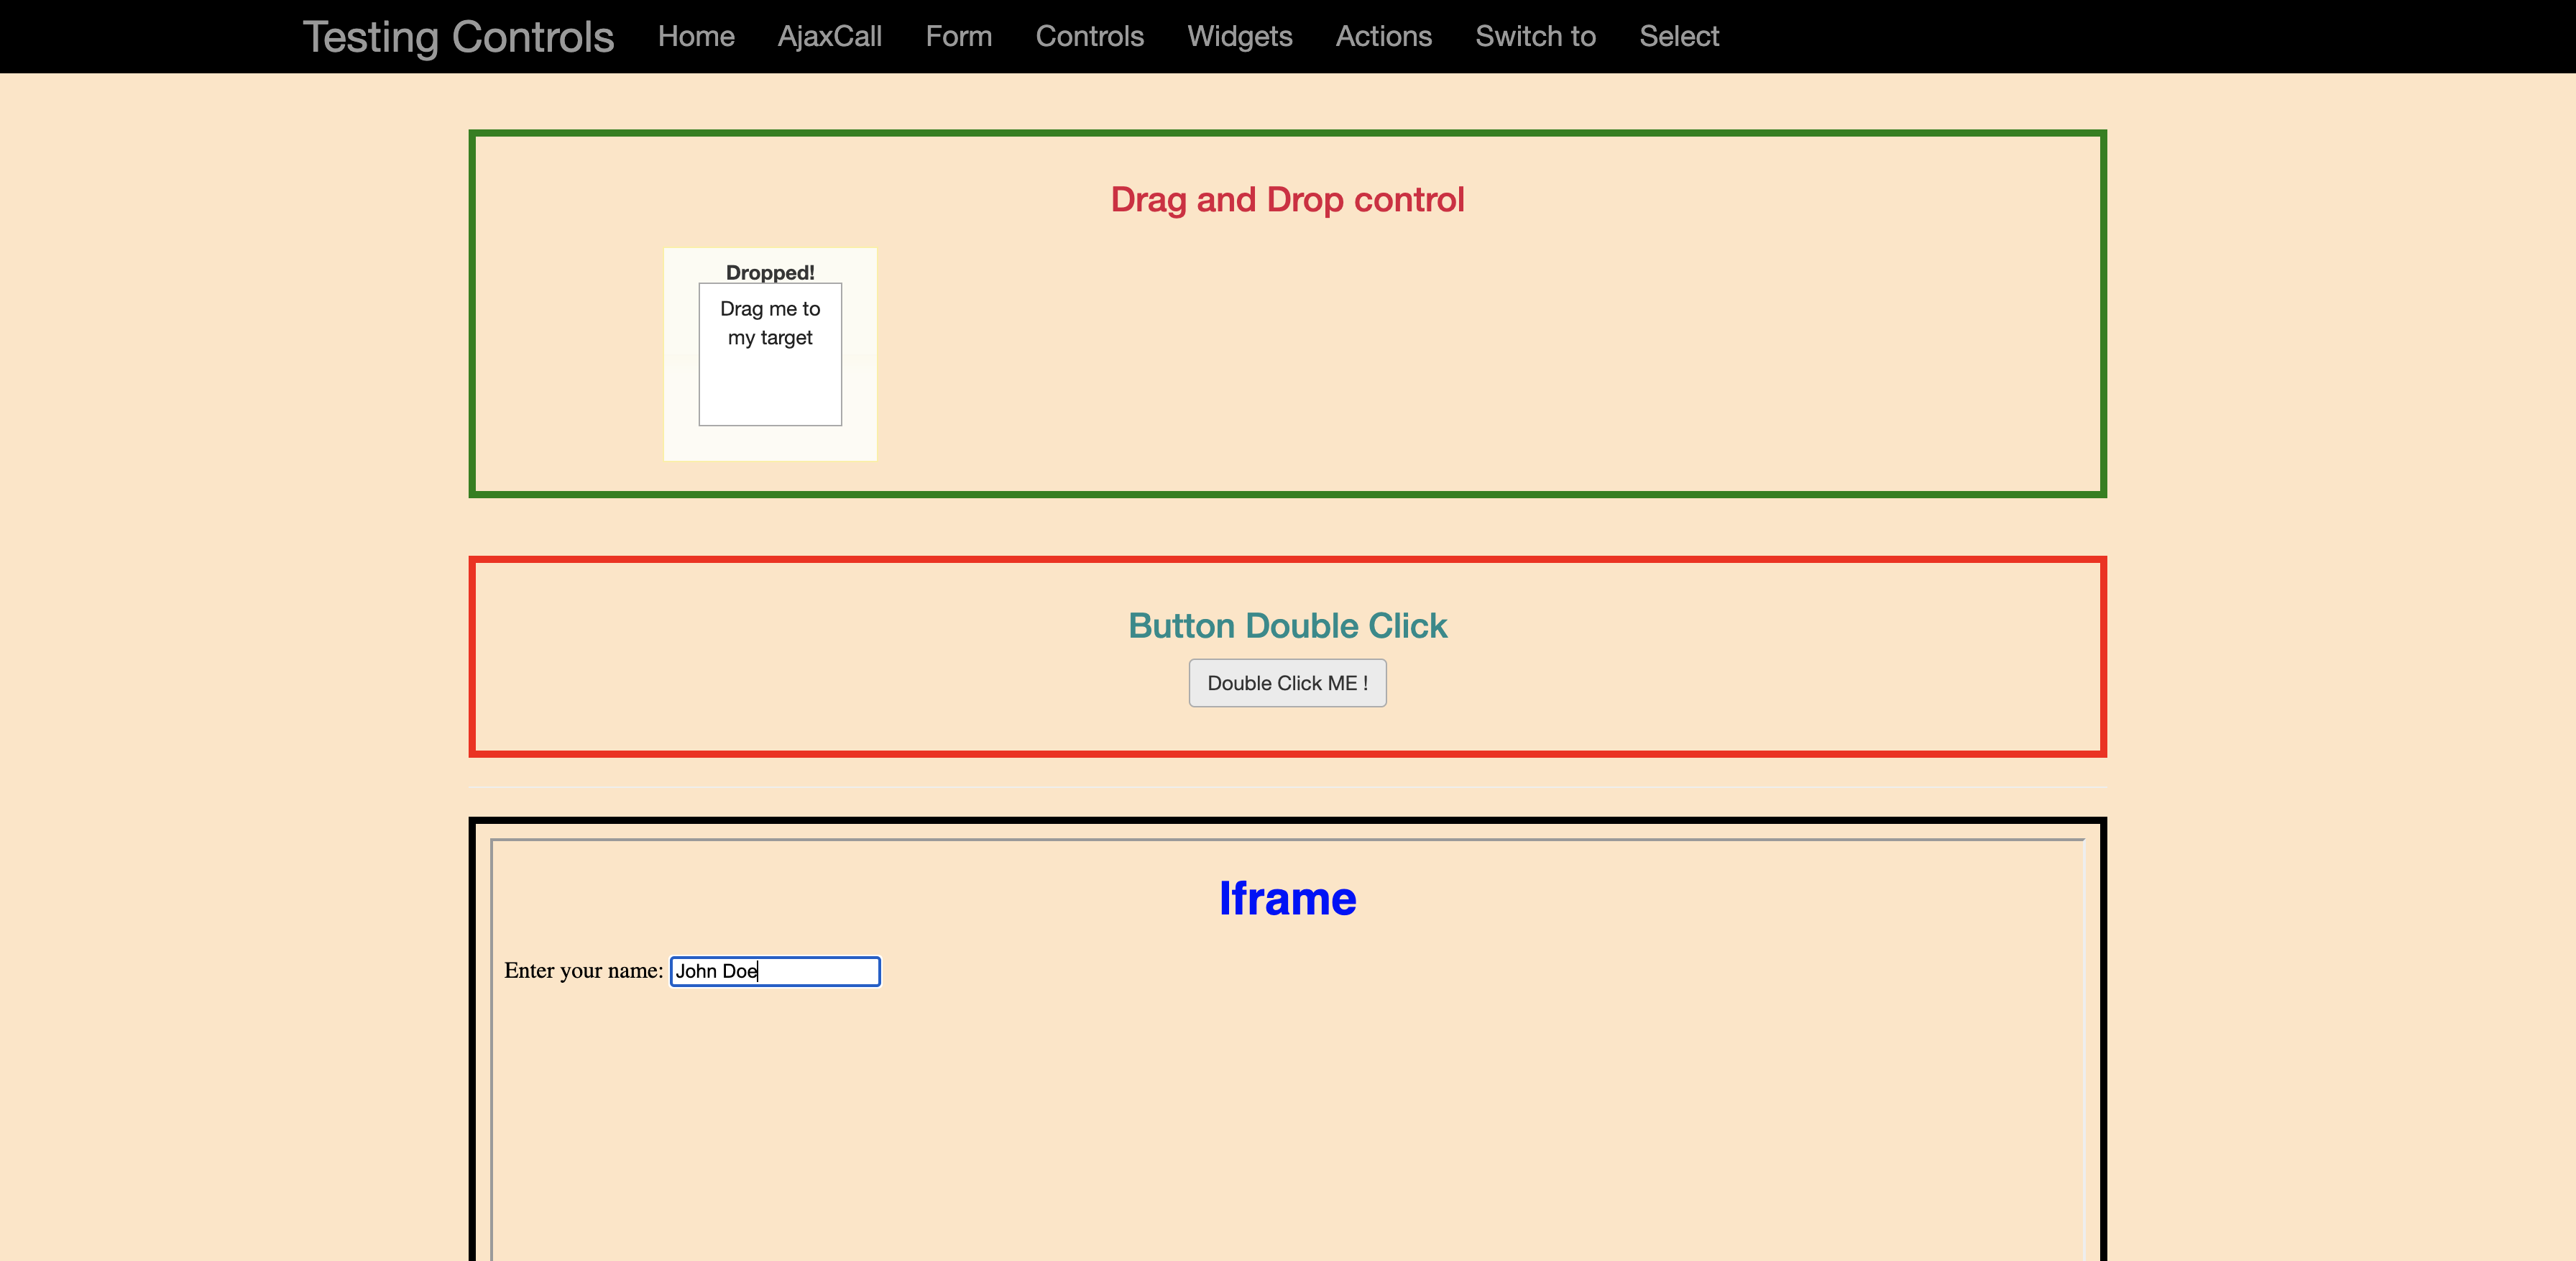 Testing Controls Home AjaxCall Form Controls Widgets Actions Switch to Select
Drag and Drop control
Dropped!
Drag me to
my target
Button Double Click
Double Click ME !
Iframe
Enter your name: John Doe